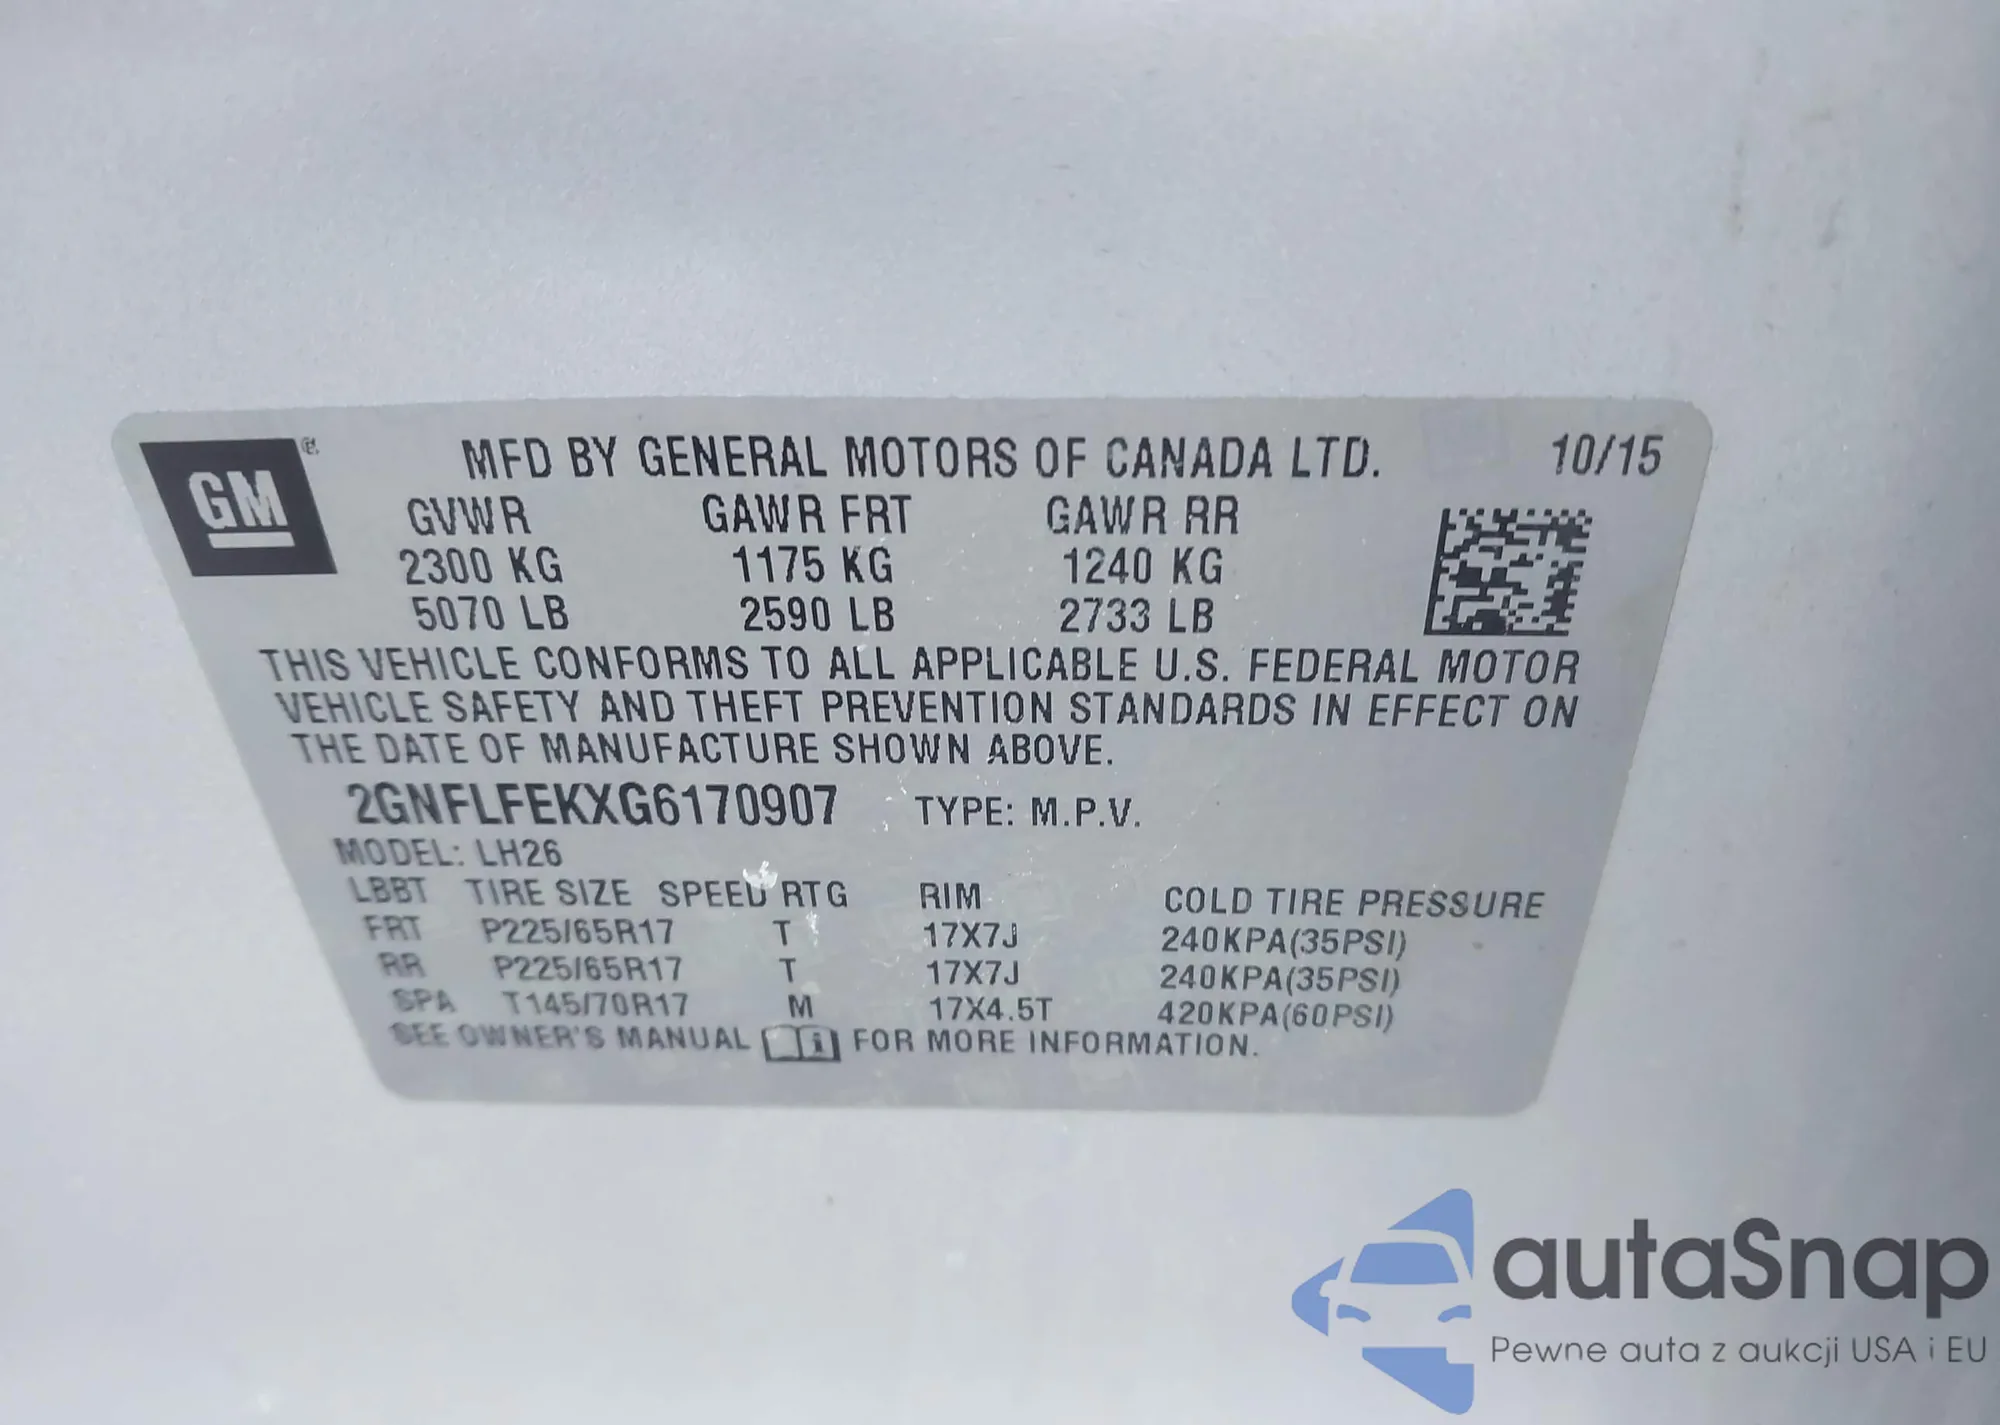 GM
MFD BY GENERAL MOTORS OF CANADA LTD. 10/15
GVWR GAWR FRT GAWR RR
2300 KG 1175 KG 1240 KG
5070 LB 2590 LB 2733 LB
THIS VEHICLE CONFORMS TO ALL APPLICABLE U.S. FEDERAL MOTOR
VEHICLE SAFETY AND THEFT PREVENTION STANDARDS IN EFFECT ON
THE DATE OF MANUFACTURE SHOWN ABOVE.
2GNFLFEKXG6170907 TYPE: M.P.V.
MODEL: LH26
LBBT TIRE SIZE SPEED RTG RIM COLD TIRE PRESSURE
FRT P225/65R17 T 17X7J 240KPA(35PSI)
RR P225/65R17 T 17X7J 240KPA(35PSI)
SPA T145/70R17 M 17X4.5T 420KPA(60PSI)
SEE OWNER'S MANUAL FOR MORE INFORMATION.
autaSnap
Pewne auta z aukcji USA i EU